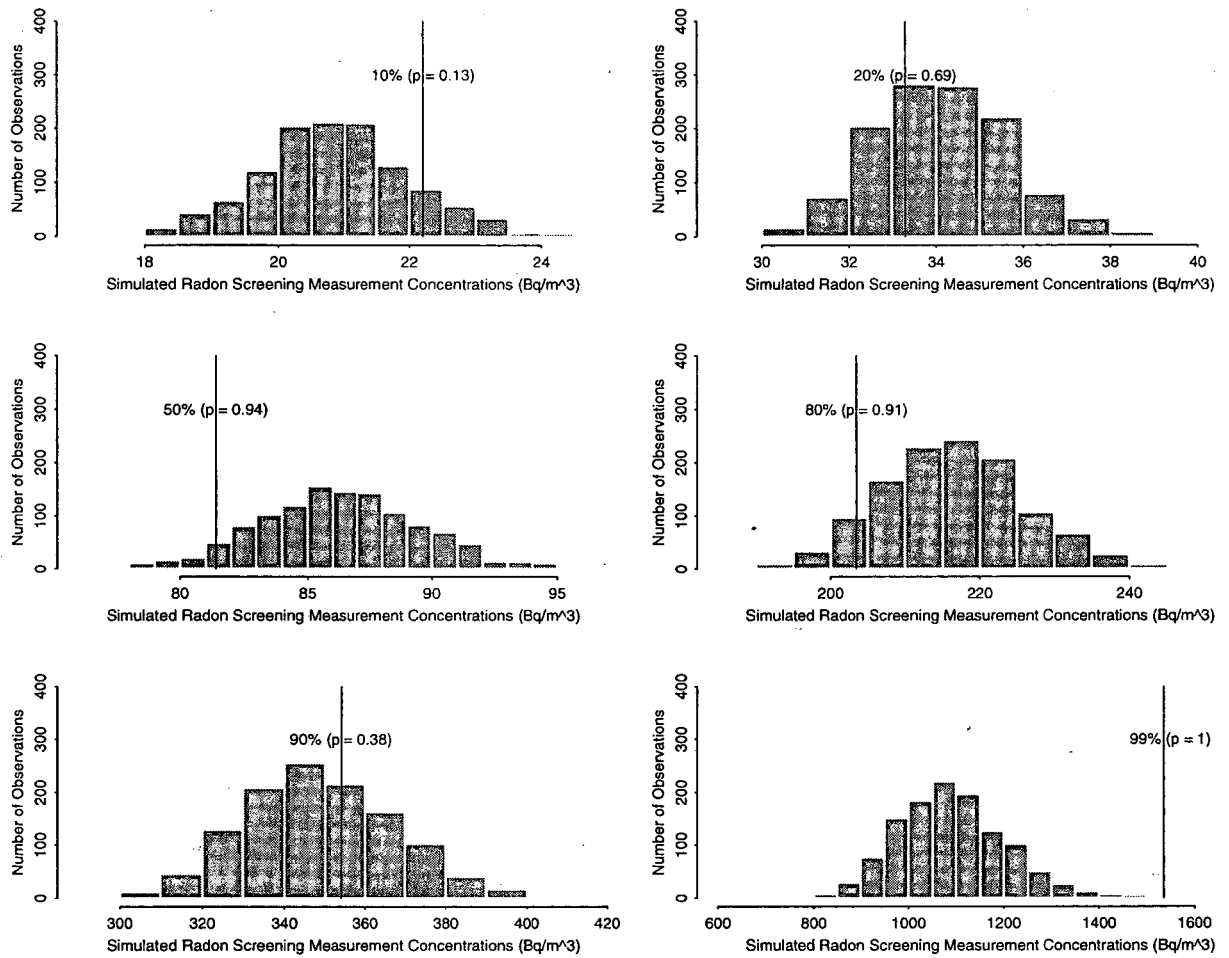 Number of Observations
0 100 200 300 400
10% (p = 0.13)
18 20 22 24
Simulated Radon Screening Measurement Concentrations (Bq/m^3)
Number of Observations
0 100 200 300 400
20% (p = 0.69)
30 32 34 36 38 40
Simulated Radon Screening Measurement Concentrations (Bq/m^3)
Number of Observations
0 100 200 300 400
50% (p = 0.94)
80 85 90 95
Simulated Radon Screening Measurement Concentrations (Bq/m^3)
Number of Observations
0 100 200 300 400
80% (p = 0.91)
200 220 240
Simulated Radon Screening Measurement Concentrations (Bq/m^3)
Number of Observations
0 100 200 300 400
90% (p = 0.38)
300 320 340 360 380 400 420
Simulated Radon Screening Measurement Concentrations (Bq/m^3)
Number of Observations
0 100 200 300 400
99% (p = 1)
600 800 1000 1200 1400 1600
Simulated Radon Screening Measurement Concentrations (Bq/m^3)